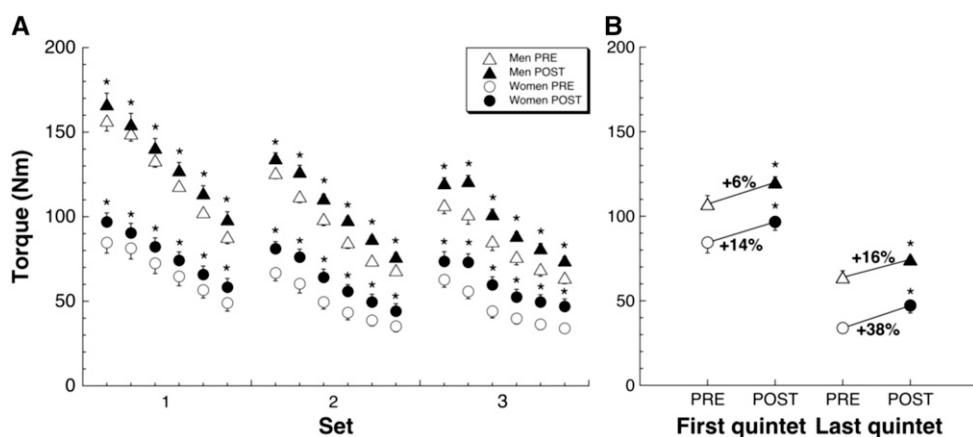 A
200
150
100
50
0
Torque (Nm)
Men PRE
Men POST
Women PRE
Women POST
1 2 3
Set
B
200
150
100
50
0
+6%
+14%
+16%
+38%
PRE POST PRE POST
First quintet Last quintet